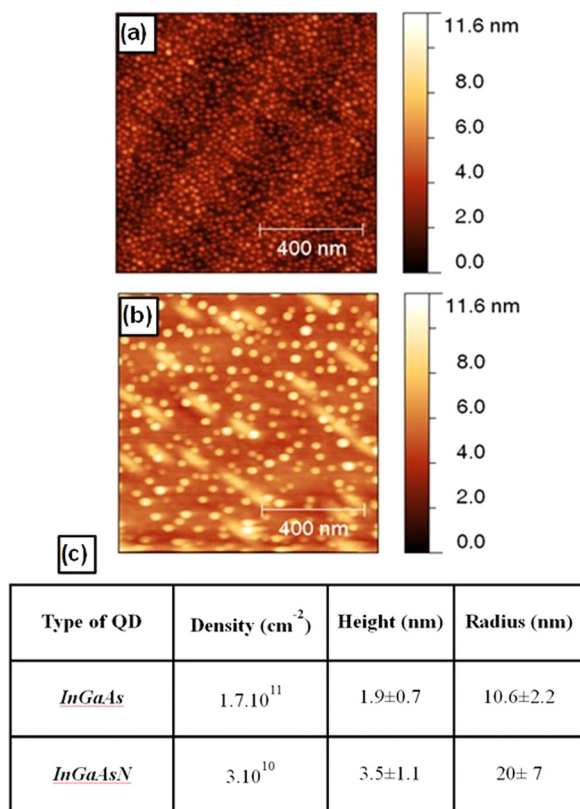 (a)
11.6 nm
8.0
6.0
4.0
2.0
0.0
400 nm
(b)
11.6 nm
8.0
6.0
4.0
2.0
0.0
400 nm
(c)
Type of QD Density (cm⁻²) Height (nm) Radius (nm)
InGaAs 1.7.10¹¹ 1.9±0.7 10.6±2.2
InGaAsN 3.10¹⁰ 3.5±1.1 20± 7